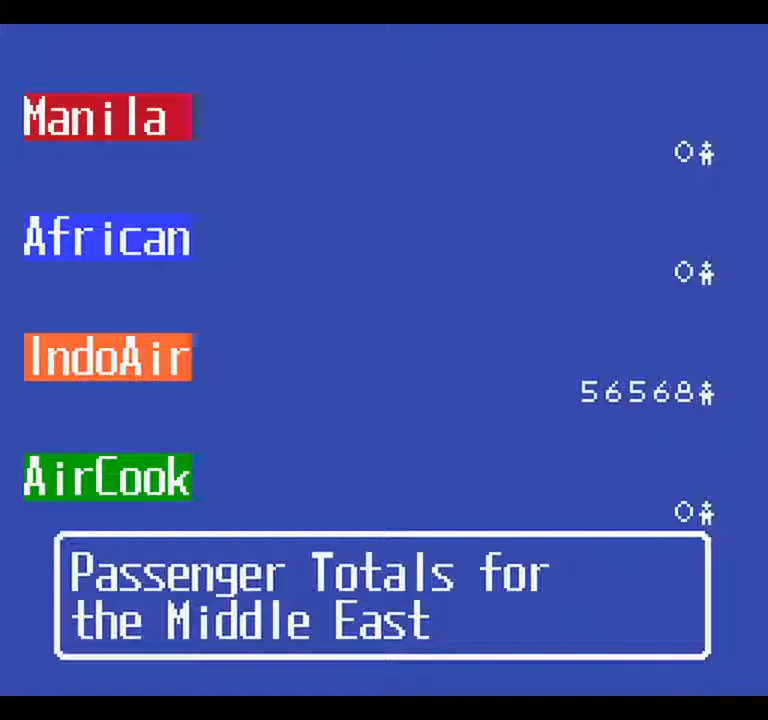 Manila
0
African
0
IndoAir
56568
AirCook
0
Passenger Totals for
the Middle East